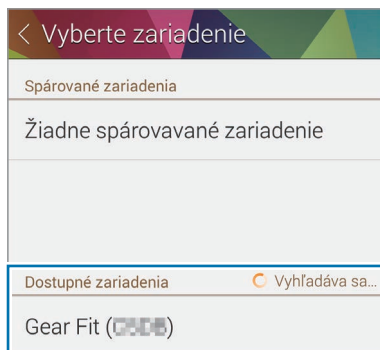 Vyberte zariadenie
Spárované zariadenia
Žiadne spárovavané zariadenie
Dostupné zariadenia Vyhľadáva sa...
Gear Fit ()